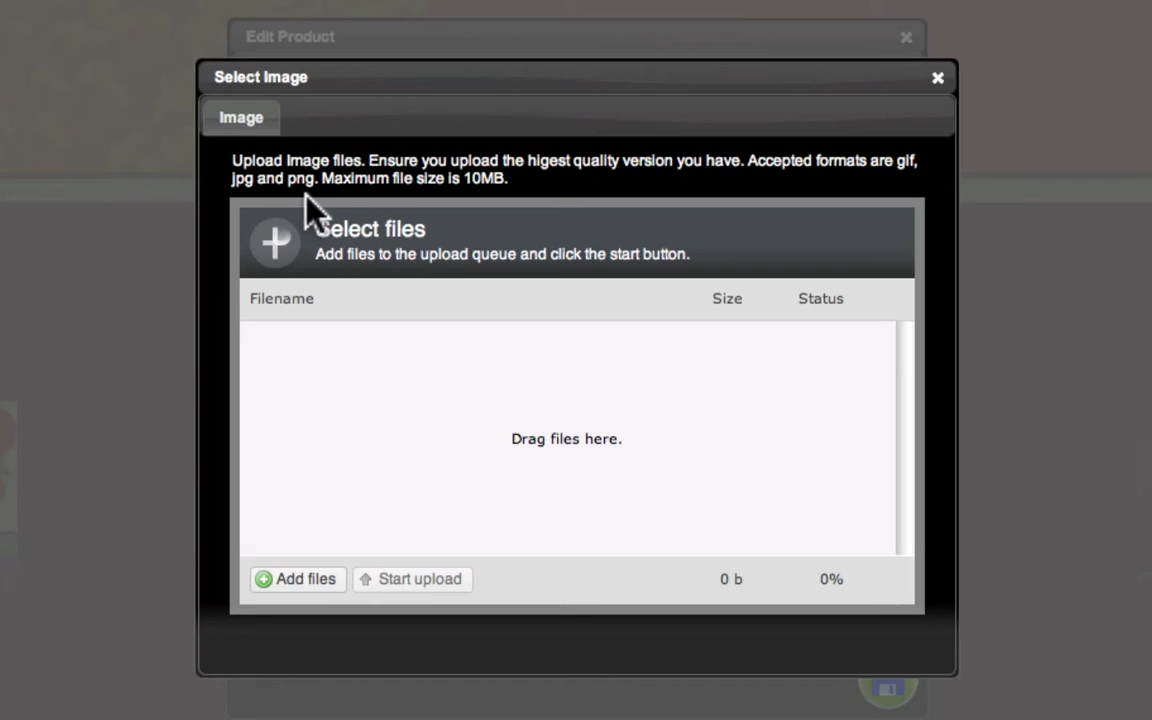 Edit Product
Select Image
Image
Upload Image files. Ensure you upload the higest quality version you have. Accepted formats are gif,
jpg and png. Maximum file size is 10MB.
Select files
Add files to the upload queue and click the start button.
Filename Size Status
Drag files here.
Add files Start upload 0 b 0%